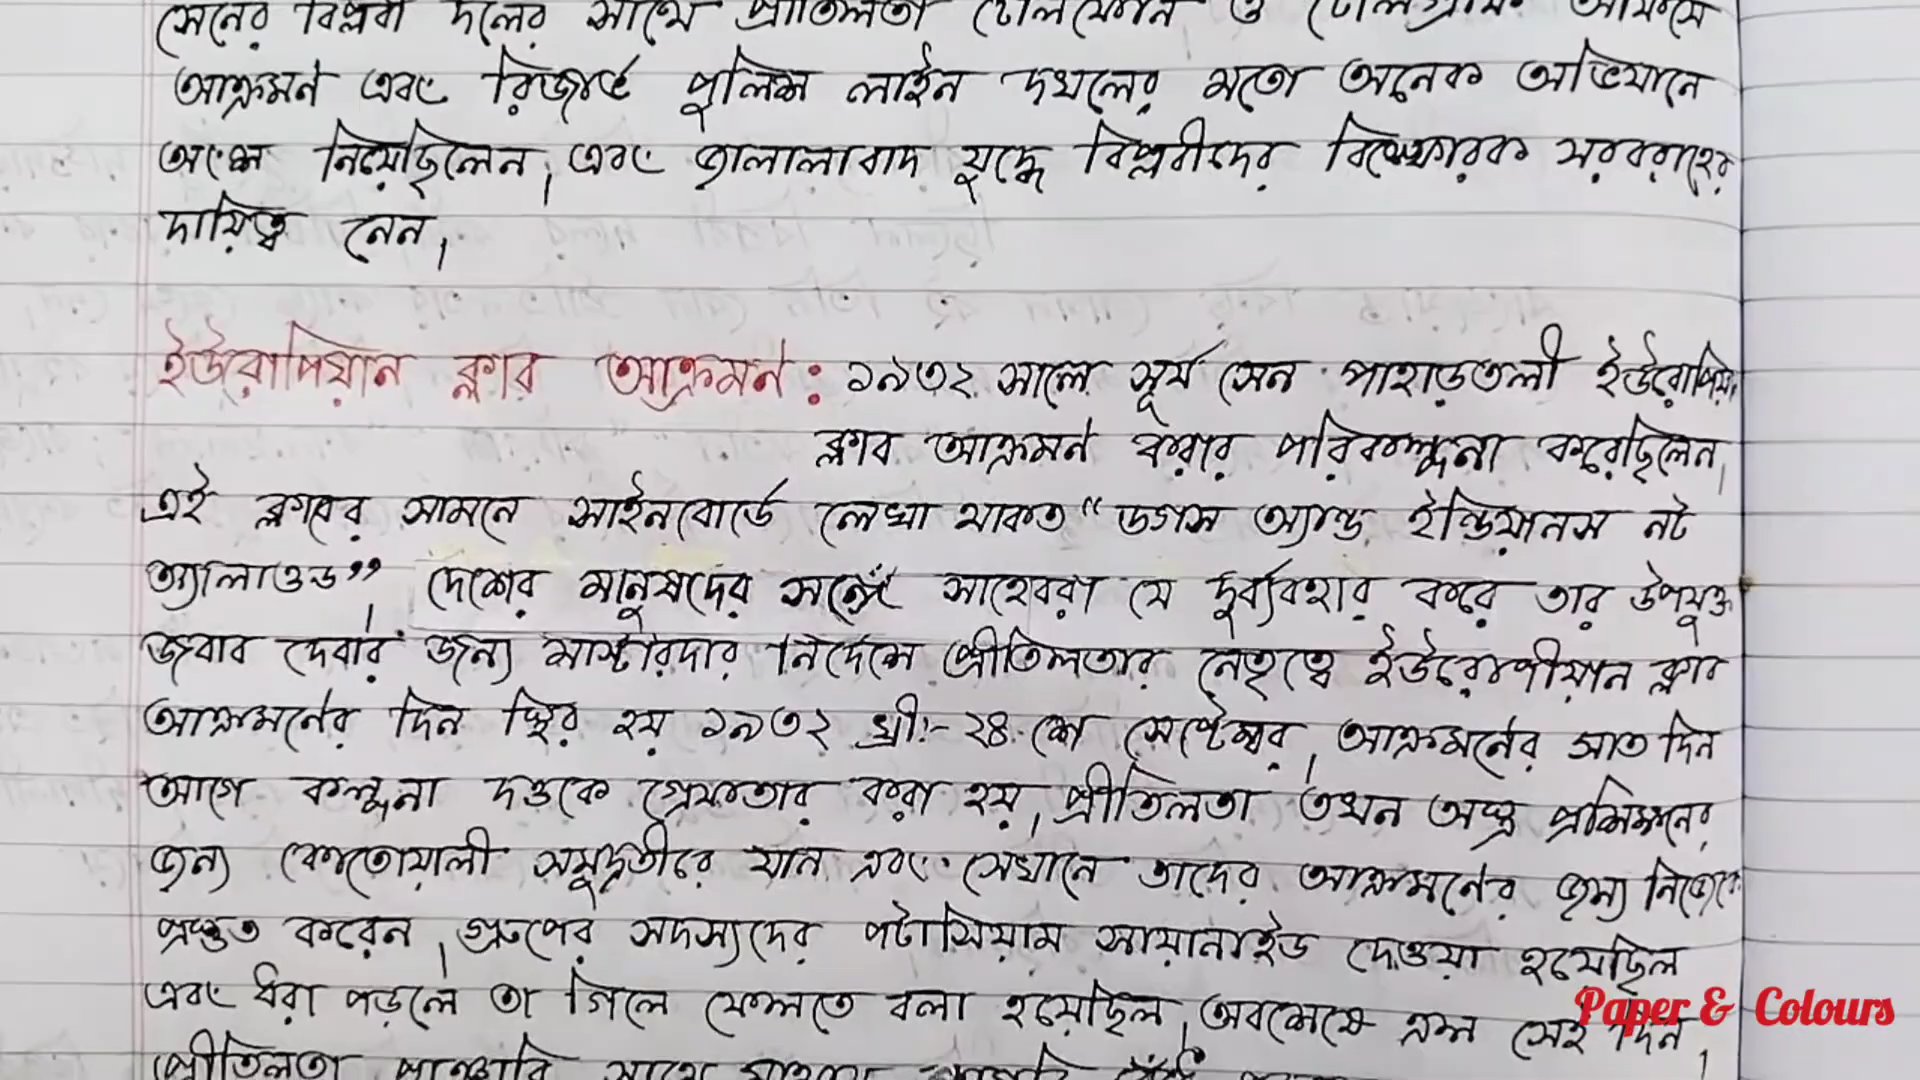 সেনের বিপ্লবী দলের সাথে প্রীতিলতা টেলিফোন ও টেলিগ্রাফ অফিসে
আক্রমন এবং রিজার্ভ পুলিশ লাইন দখলের মতো অনেক অভিযানে
অংশ নিয়েছিলেন। এবং জালালাবাদ যুদ্ধে বিপ্লবীদের বিস্ফোরক সরবরাহের
দায়িত্ব নেন।
ইউরোপিয়ান ক্লাব আক্রমন: ১৯৩২ সালে সূর্য সেন পাহাড়তলী ইউরোপিয়ান
ক্লাব আক্রমন করার পরিকল্পনা করেছিলেন।
এই ক্লাবের সামনে সাইনবোর্ডে লেখা থাকত "ডগস অ্যান্ড ইন্ডিয়ানস নট
অ্যালাওড"। দেশের মানুষদের সঙ্গে সাহেবরা যে দুর্ব্যবহার করে তার উপযুক্ত
জবাব দেবার জন্য মাস্টারদার নির্দেশে প্রীতিলতার নেতৃত্বে ইউরোপীয়ান ক্লাব
আক্রমনের দিন স্থির হয় ১৯৩২ খ্রী:- ২৪ শে সেপ্টেম্বর। আক্রমনের সাত দিন
আগে কল্পনা দত্তকে গ্রেফতার করা হয়। প্রীতিলতা তখন অস্ত্র প্রশিক্ষনের
জন্য কোতোয়ালী সমুদ্রতীরে যান এবং সেখানে তাদের আক্রমনের জন্য নিজেকে
প্রস্তুত করেন। গ্রুপের সদস্যদের পটাসিয়াম সায়ানাইড দেওয়া হয়েছিল
এবং ধরা পড়লে তা গিলে ফেলতে বলা হয়েছিল। অবশেষে এল সেই দিন।
প্রীতিলতা পাঞ্জাবি সাথে
Paper & Colours